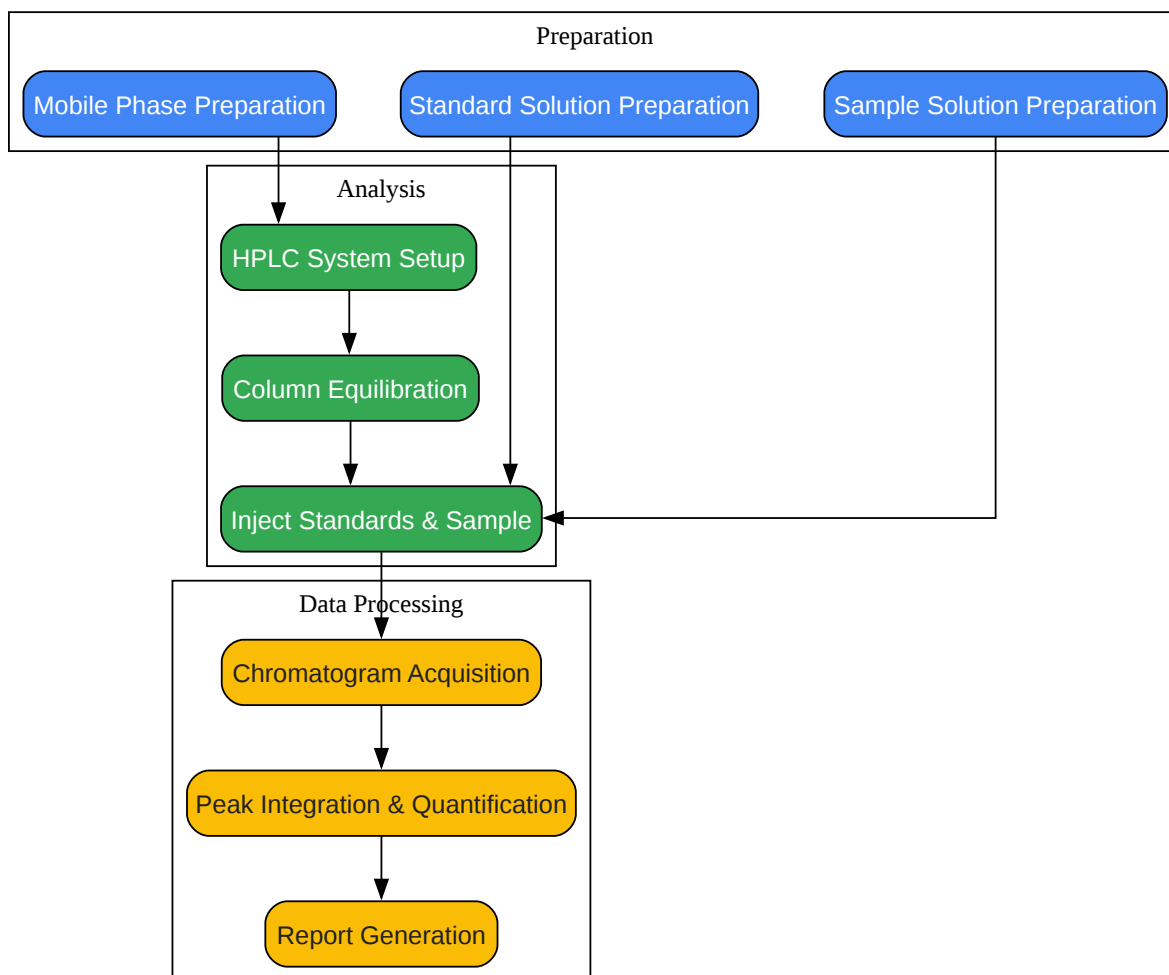 Preparation
Mobile Phase Preparation
Standard Solution Preparation
Sample Solution Preparation
Analysis
HPLC System Setup
Column Equilibration
Inject Standards & Sample
Data Processing
Chromatogram Acquisition
Peak Integration & Quantification
Report Generation